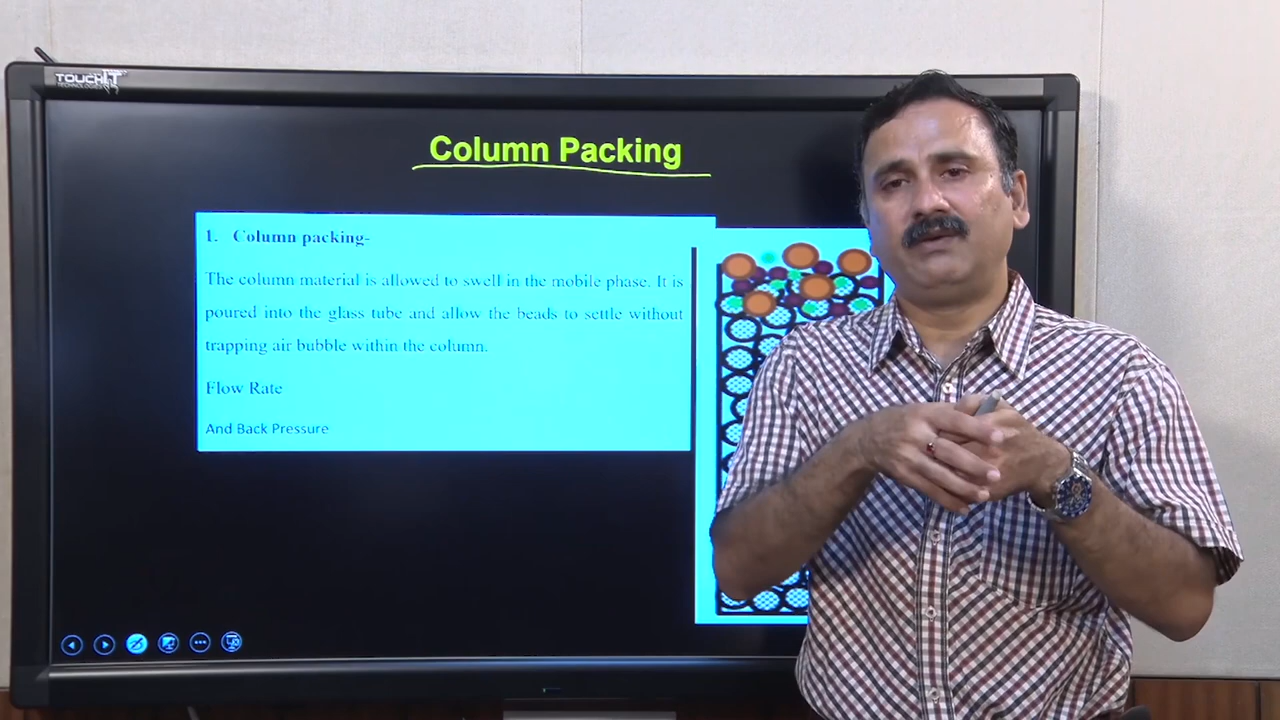 TOUCHIT
TECHNOLOGIES
Column Packing
1. Column packing-
The column material is allowed to swell in the mobile phase. It is
poured into the glass tube and allow the beads to settle without
trapping air bubble within the column.
Flow Rate
And Back Pressure